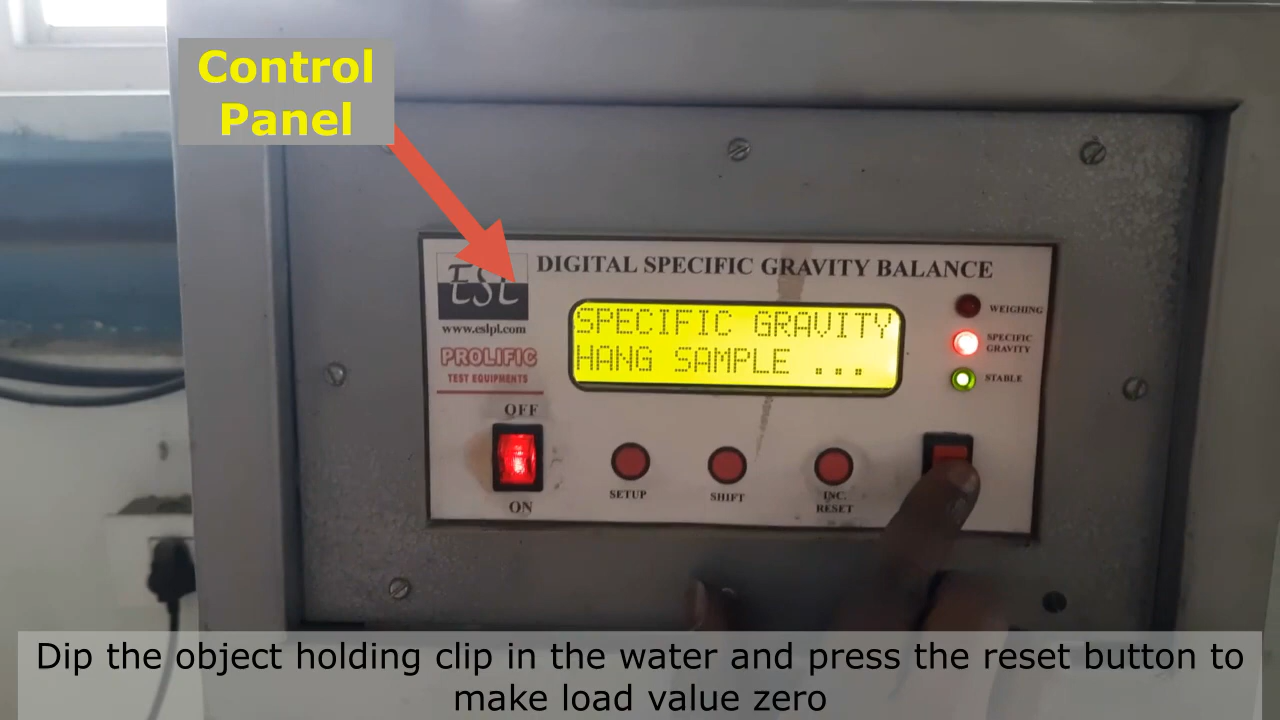 Control
Panel
ESL
DIGITAL SPECIFIC GRAVITY BALANCE
www.eslpl.com
PROLIFIC
TEST EQUIPMENTS
SPECIFIC GRAVITY
HANG SAMPLE ...
WEIGHING
SPECIFIC
GRAVITY
STABLE
OFF
ON
SETUP
SHIFT
INC.
RESET
Dip the object holding clip in the water and press the reset button to
make load value zero